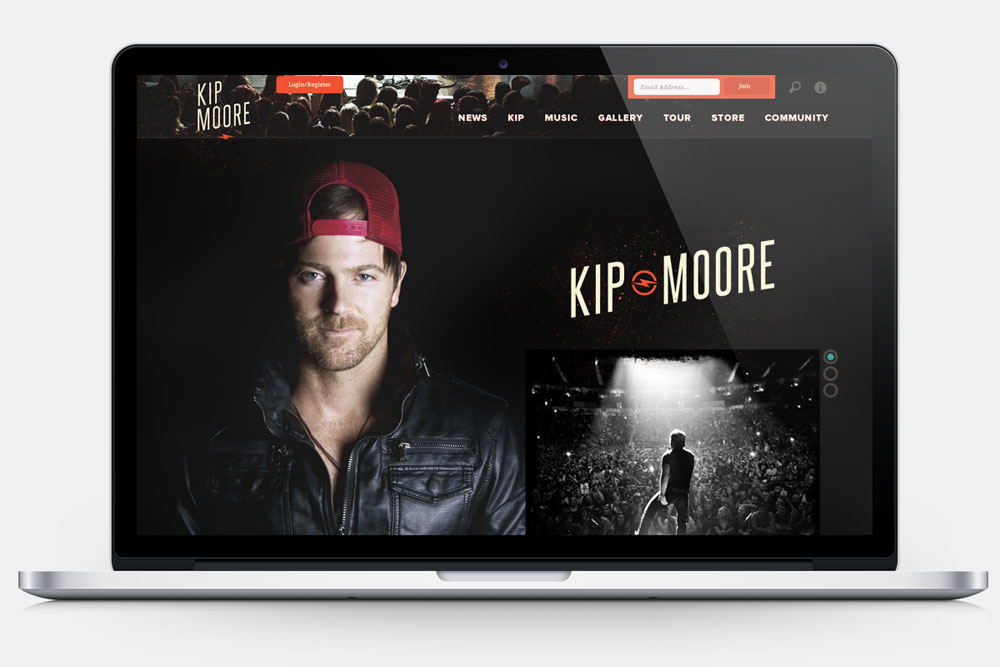 KIP
MOORE
Login/Register
Email Address...
Join
NEWS KIP MUSIC GALLERY TOUR STORE COMMUNITY
KIP MOORE